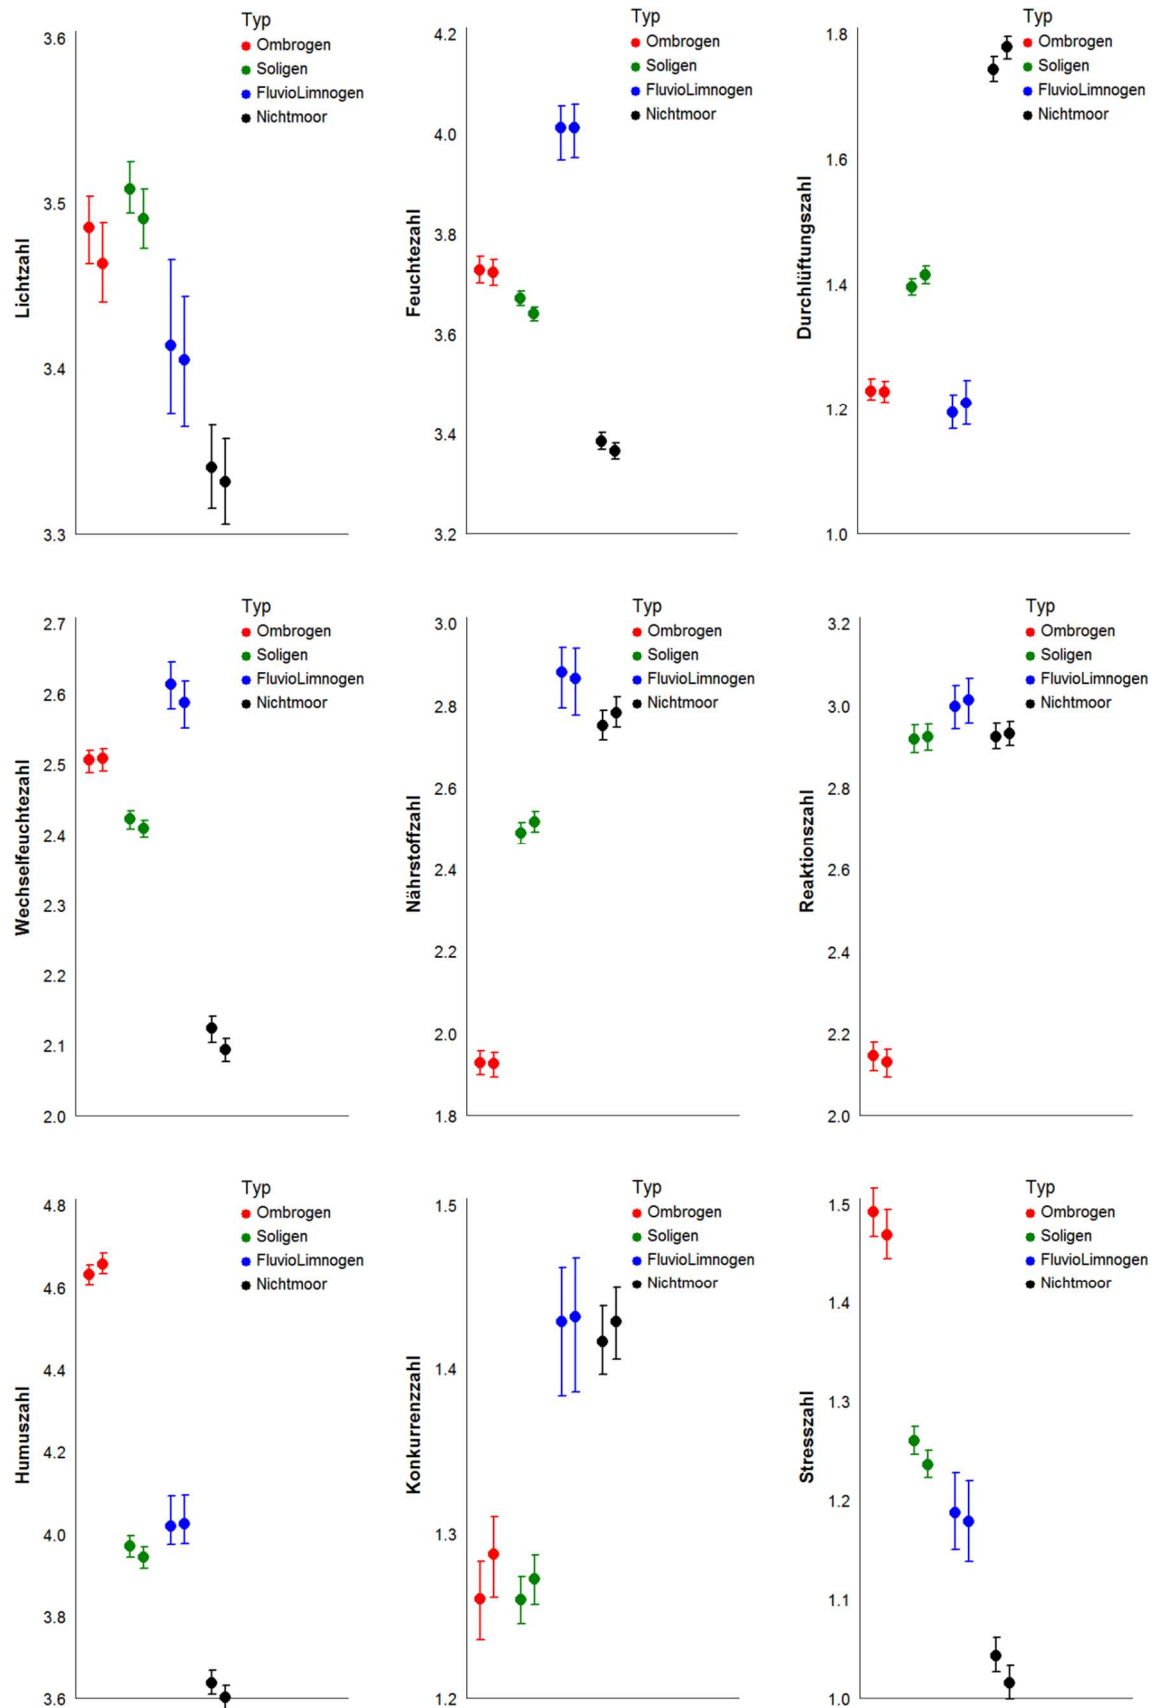 Typ
Ombrogen
Soligen
FluvioLimnogen
Nichtmoor
Lichtzahl
3.6
3.5
3.4
3.3
Typ
Ombrogen
Soligen
FluvioLimnogen
Nichtmoor
Feuchtezahl
4.2
4.0
3.8
3.6
3.4
3.2
Typ
Ombrogen
Soligen
FluvioLimnogen
Nichtmoor
Durchlüftungszahl
1.8
1.6
1.4
1.2
1.0
Typ
Ombrogen
Soligen
FluvioLimnogen
Nichtmoor
Wechselfeuchtezahl
2.7
2.6
2.5
2.4
2.3
2.2
2.1
2.0
Typ
Ombrogen
Soligen
FluvioLimnogen
Nichtmoor
Nährstoffzahl
3.0
2.8
2.6
2.4
2.2
2.0
1.8
Typ
Ombrogen
Soligen
FluvioLimnogen
Nichtmoor
Reaktionszahl
3.2
3.0
2.8
2.6
2.4
2.2
2.0
Typ
Ombrogen
Soligen
FluvioLimnogen
Nichtmoor
Humuszahl
4.8
4.6
4.4
4.2
4.0
3.8
3.6
Typ
Ombrogen
Soligen
FluvioLimnogen
Nichtmoor
Konkurrenzzahl
1.5
1.4
1.3
1.2
Typ
Ombrogen
Soligen
FluvioLimnogen
Nichtmoor
Stresszahl
1.5
1.4
1.3
1.2
1.1
1.0